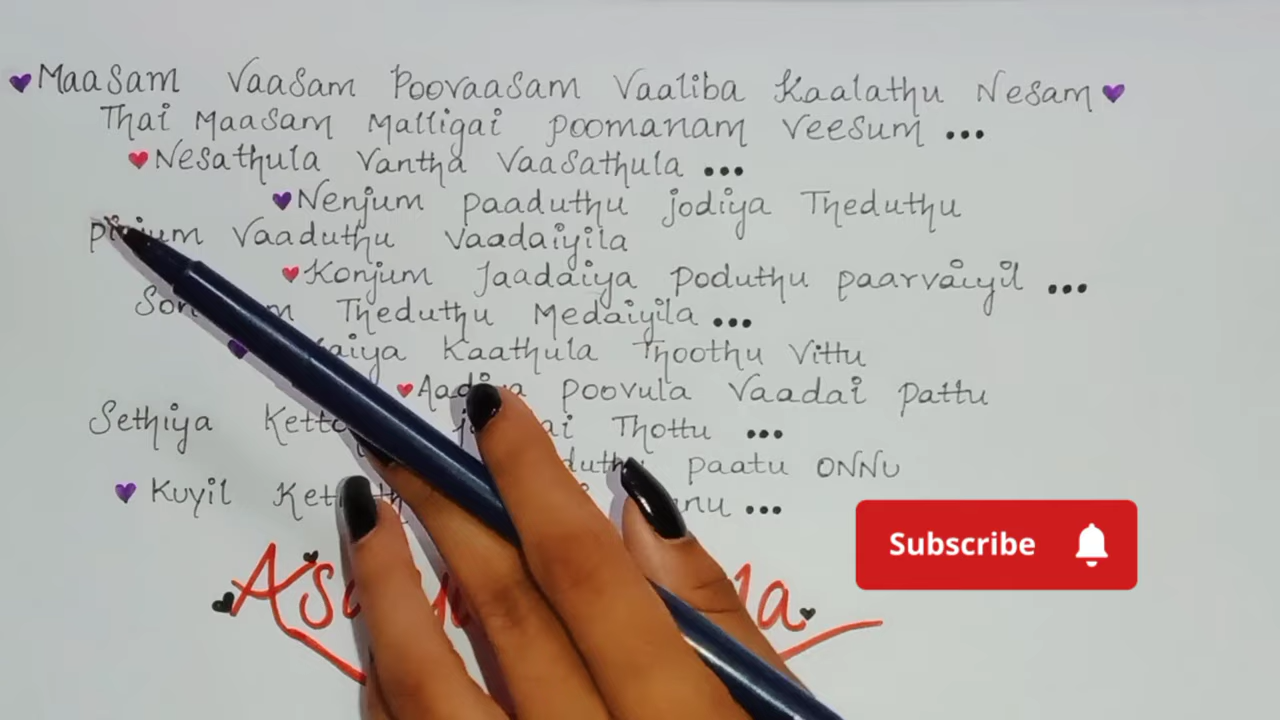 Maasam Vaasam Poovaasam Vaaliba Kaalathu Nesam
Thai Maasam Malligai poomanam Veesum ...
Nesathula Vantha Vaasathula ...
Nenjum paaduthu jodiya Theduthu
Vaaduthu Vaadaiyila
Konjum Jaadaiya poduthu paarvaiyil ...
Theduthu Medaiyila ...
Kaathula Thoothu Vittu
poovula Vaadai pattu
Sethiya Thottu ...
paatu ONNU
Kuyil ...
Subscribe